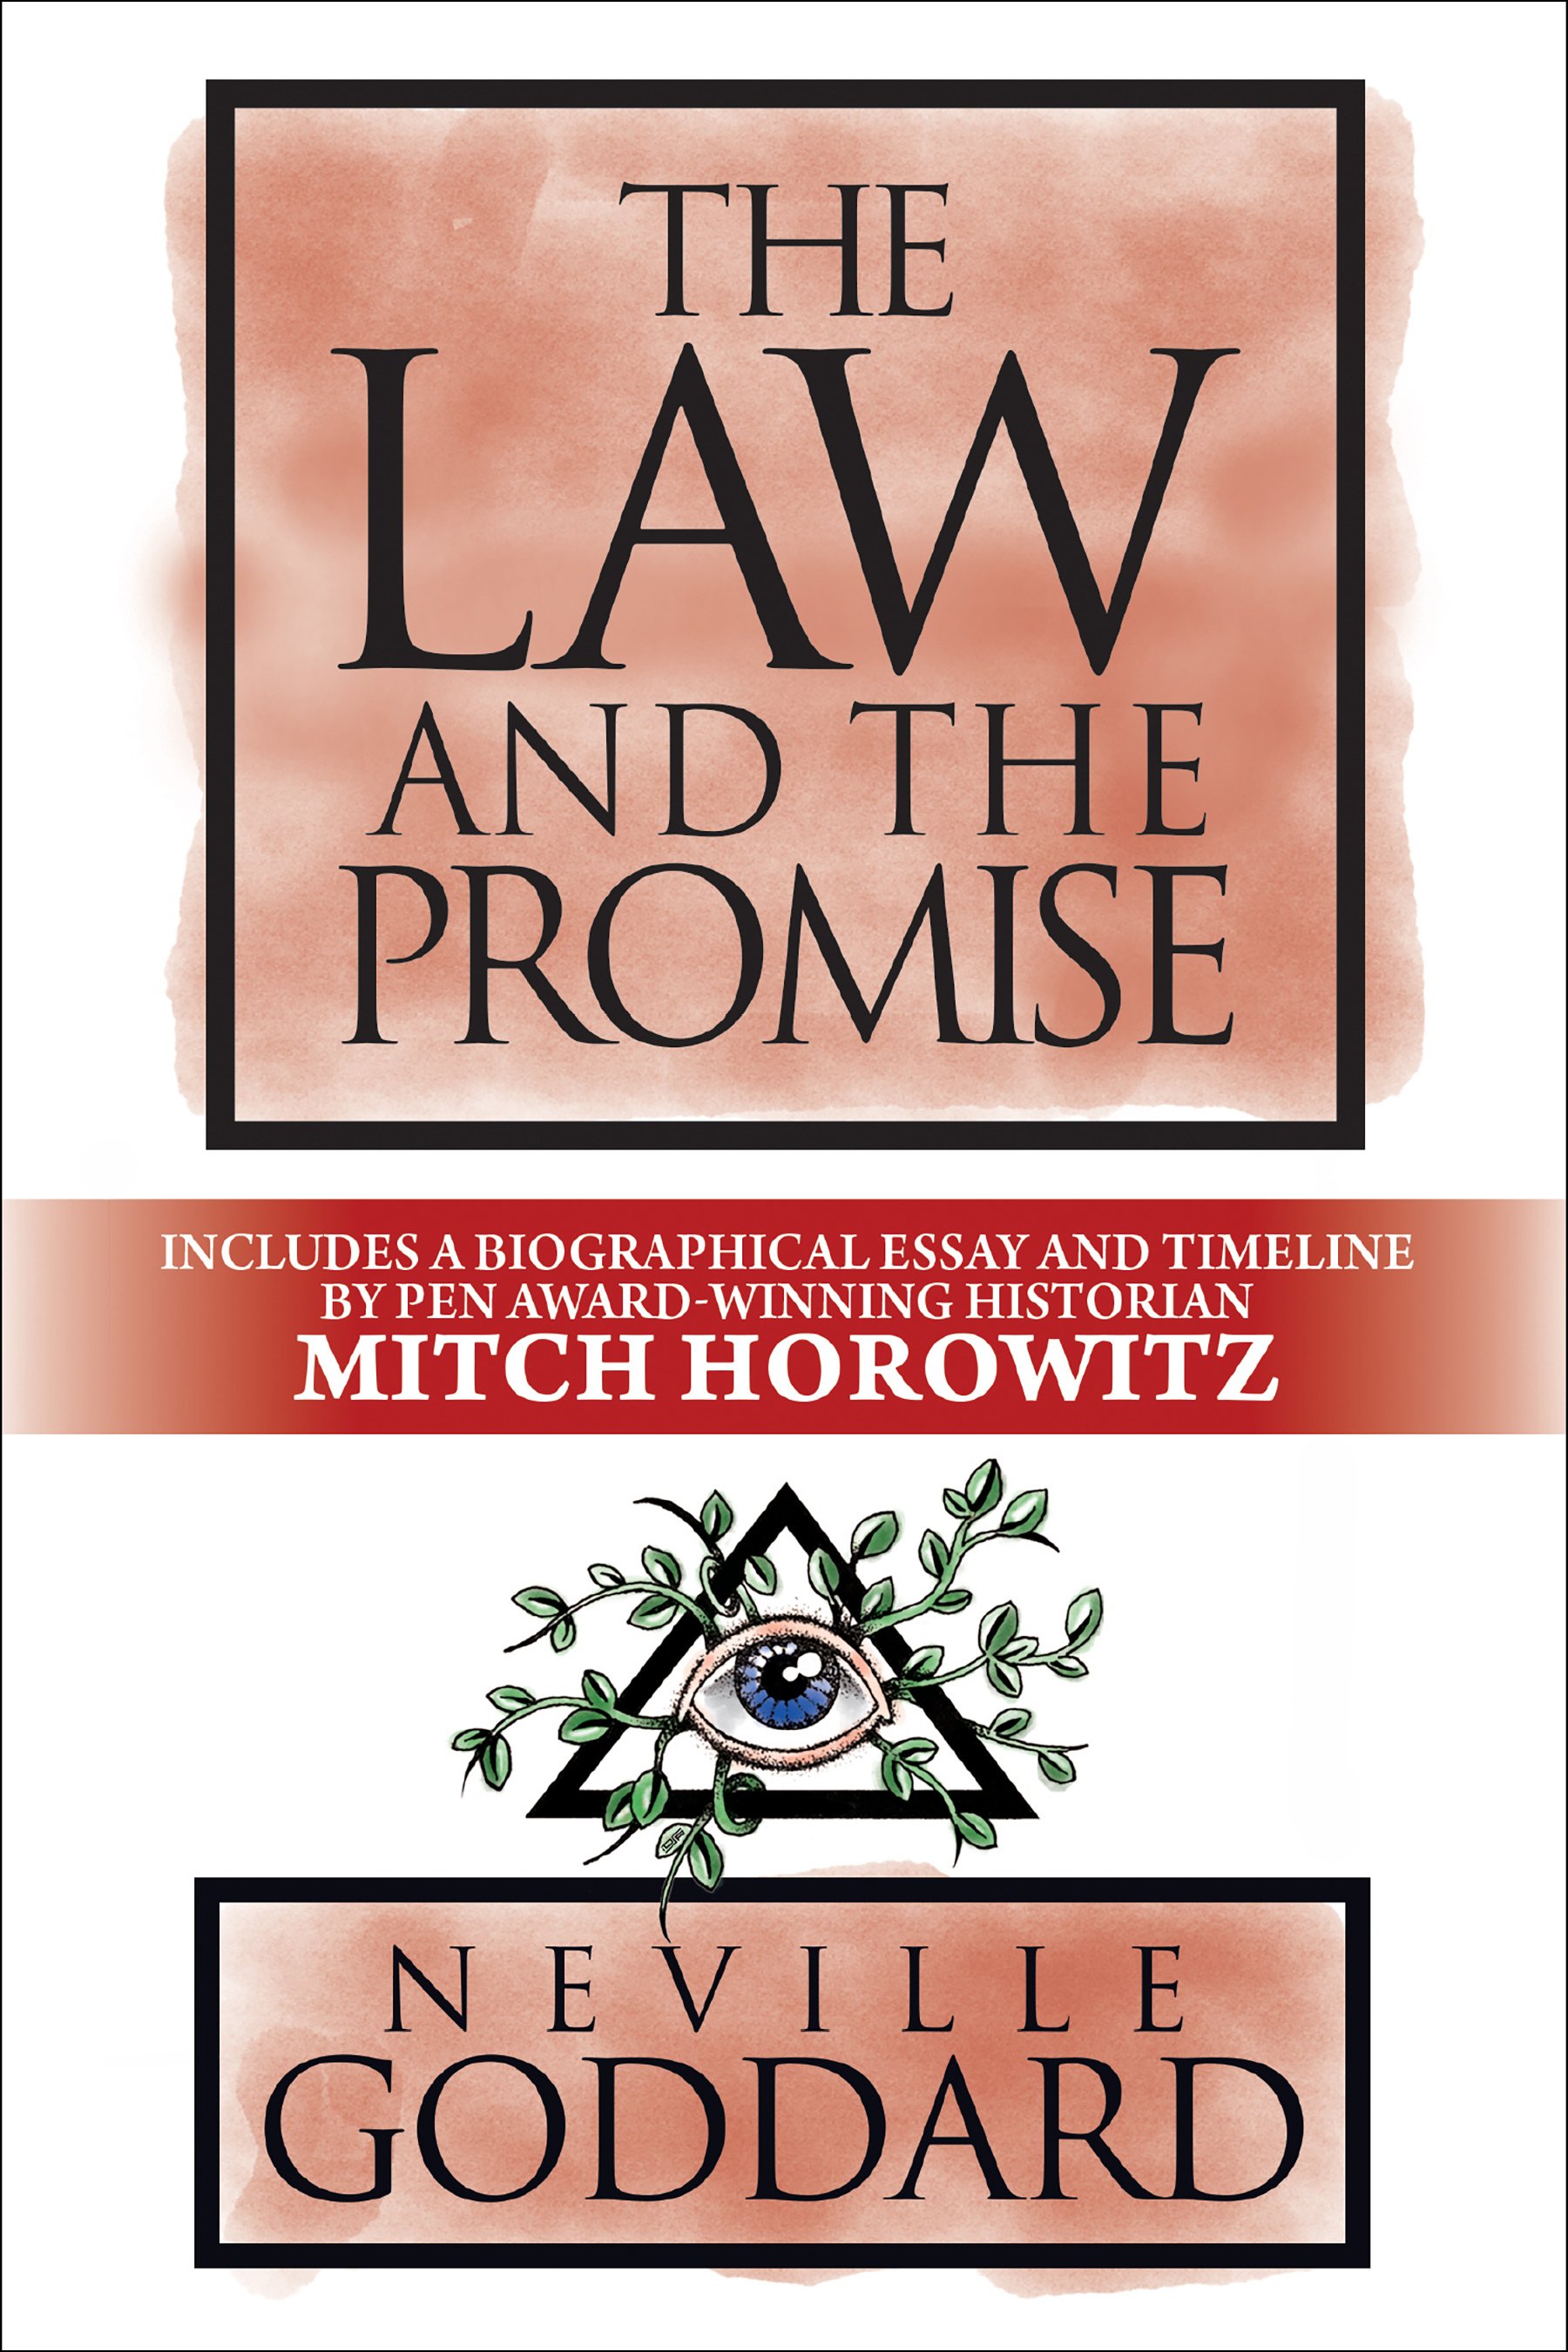 THE
LAW
AND THE
PROMISE
INCLUDES A BIOGRAPHICAL ESSAY AND TIMELINE
BY PEN AWARD-WINNING HISTORIAN
MITCH HOROWITZ
NEVILLE
GODDARD